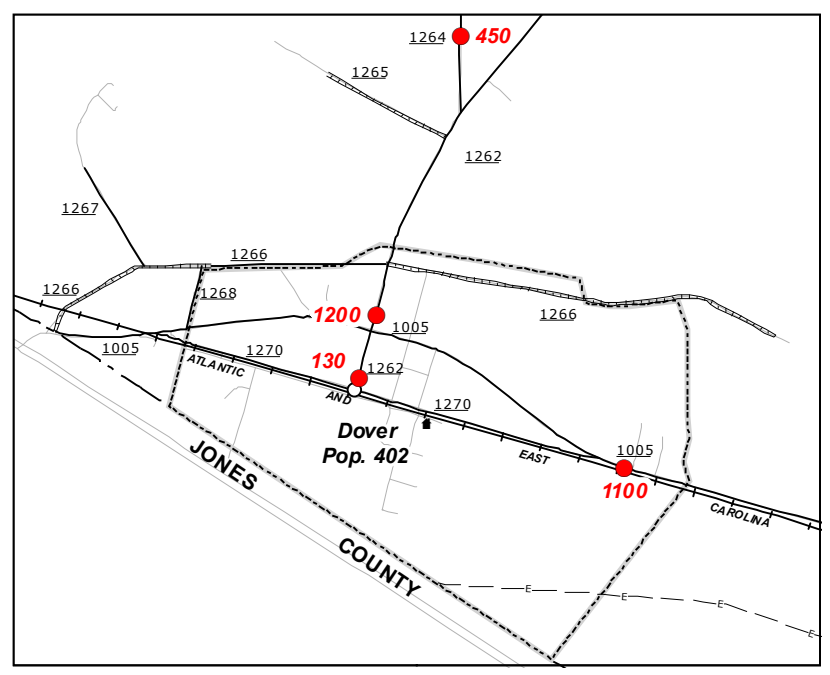 1264
450
1265
1262
1267
1266
1266
1268
1266
1200
1005
1005
1270
130
1262
ATLANTIC
AND
1270
Dover
Pop. 402
EAST
1005
1100
JONES
CAROLINA
COUNTY
E
E
E
E